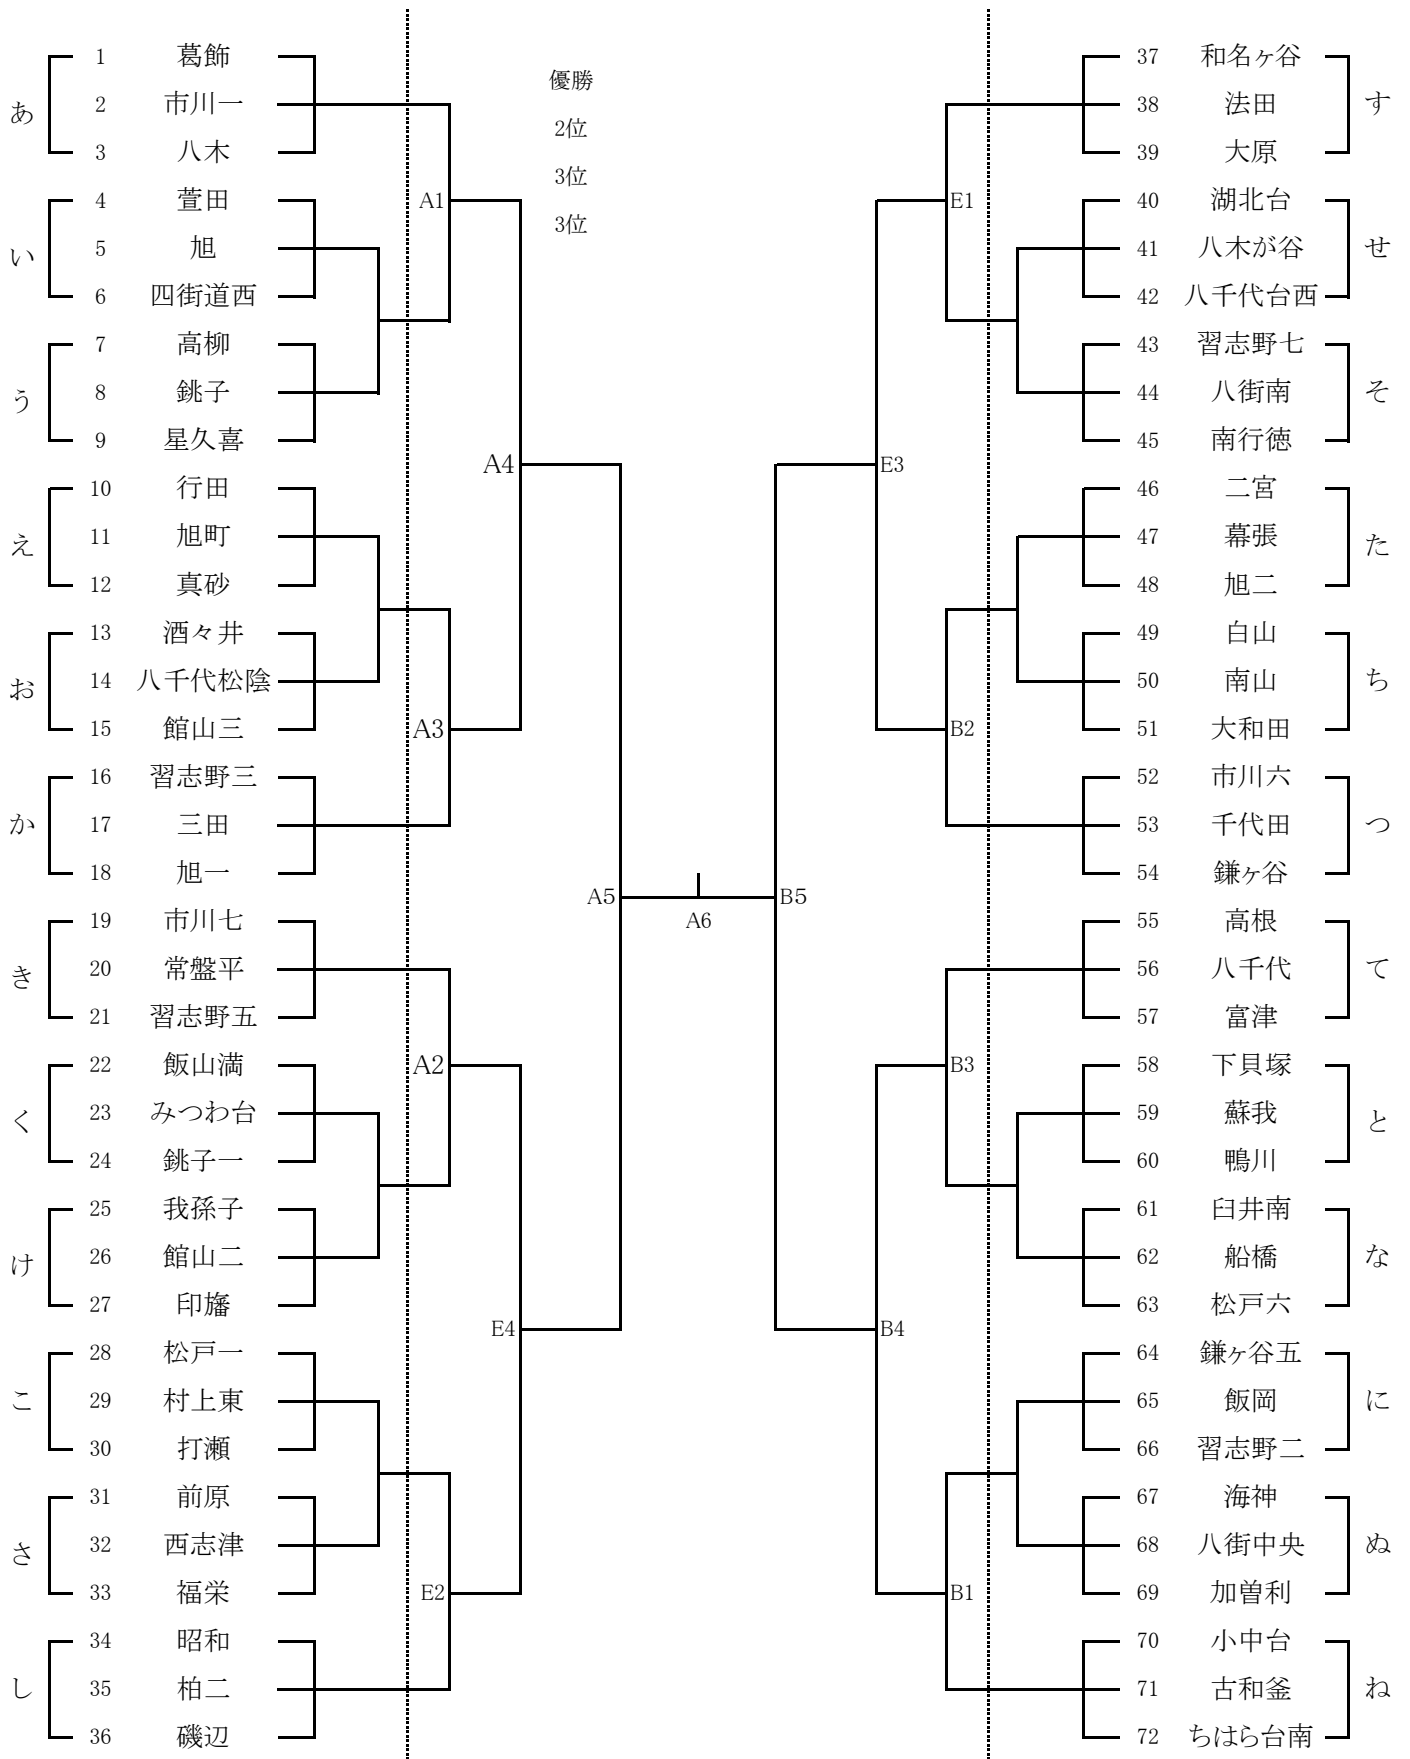 優勝
2位
3位
3位
あ
1 葛飾
2 市川一
3 八木
い
4 萱田
5 旭
6 四街道西
う
7 高柳
8 銚子
9 星久喜
え
10 行田
11 旭町
12 真砂
お
13 酒々井
14 八千代松陰
15 館山三
か
16 習志野三
17 三田
18 旭一
き
19 市川七
20 常盤平
21 習志野五
く
22 飯山満
23 みつわ台
24 銚子一
け
25 我孫子
26 館山二
27 印旛
こ
28 松戸一
29 村上東
30 打瀬
さ
31 前原
32 西志津
33 福栄
し
34 昭和
35 柏二
36 磯辺
A1
A4
A3
A5
A2
E4
E2
A6
E1
E3
B2
B5
B3
B4
B1
37 和名ヶ谷
38 法田
39 大原
す
40 湖北台
41 八木が谷
42 八千代台西
せ
43 習志野七
44 八街南
45 南行徳
そ
46 二宮
47 幕張
48 旭二
た
49 白山
50 南山
51 大和田
ち
52 市川六
53 千代田
54 鎌ヶ谷
つ
55 高根
56 八千代
57 富津
て
58 下貝塚
59 蘇我
60 鴨川
と
61 臼井南
62 船橋
63 松戸六
な
64 鎌ヶ谷五
65 飯岡
66 習志野二
に
67 海神
68 八街中央
69 加曽利
ぬ
70 小中台
71 古和釜
72 ちはら台南
ね